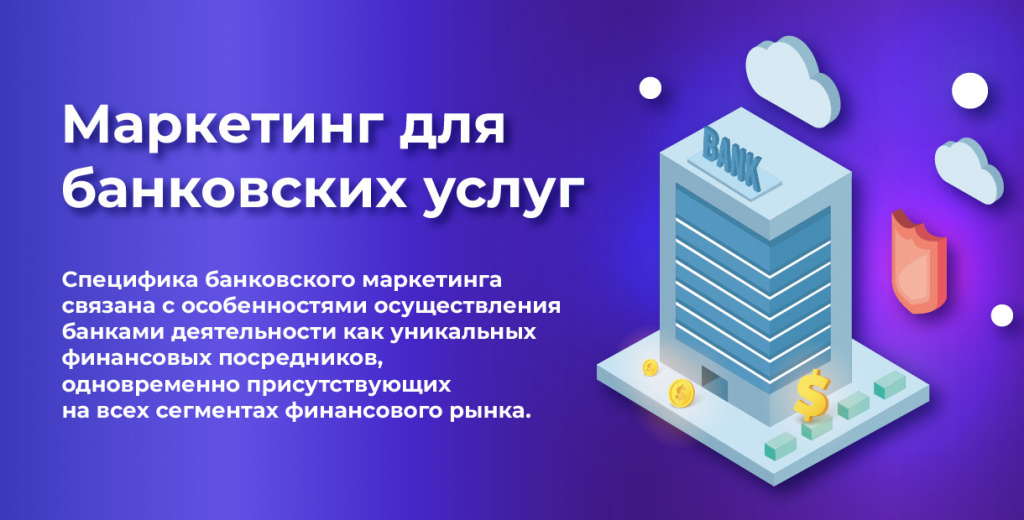 Маркетинг для
банковских услуг
Специфика банковского маркетинга
связана с особенностями осуществления
банками деятельности как уникальных
финансовых посредников,
одновременно присутствующих
на всех сегментах финансового рынка.
BANK
$
$
$